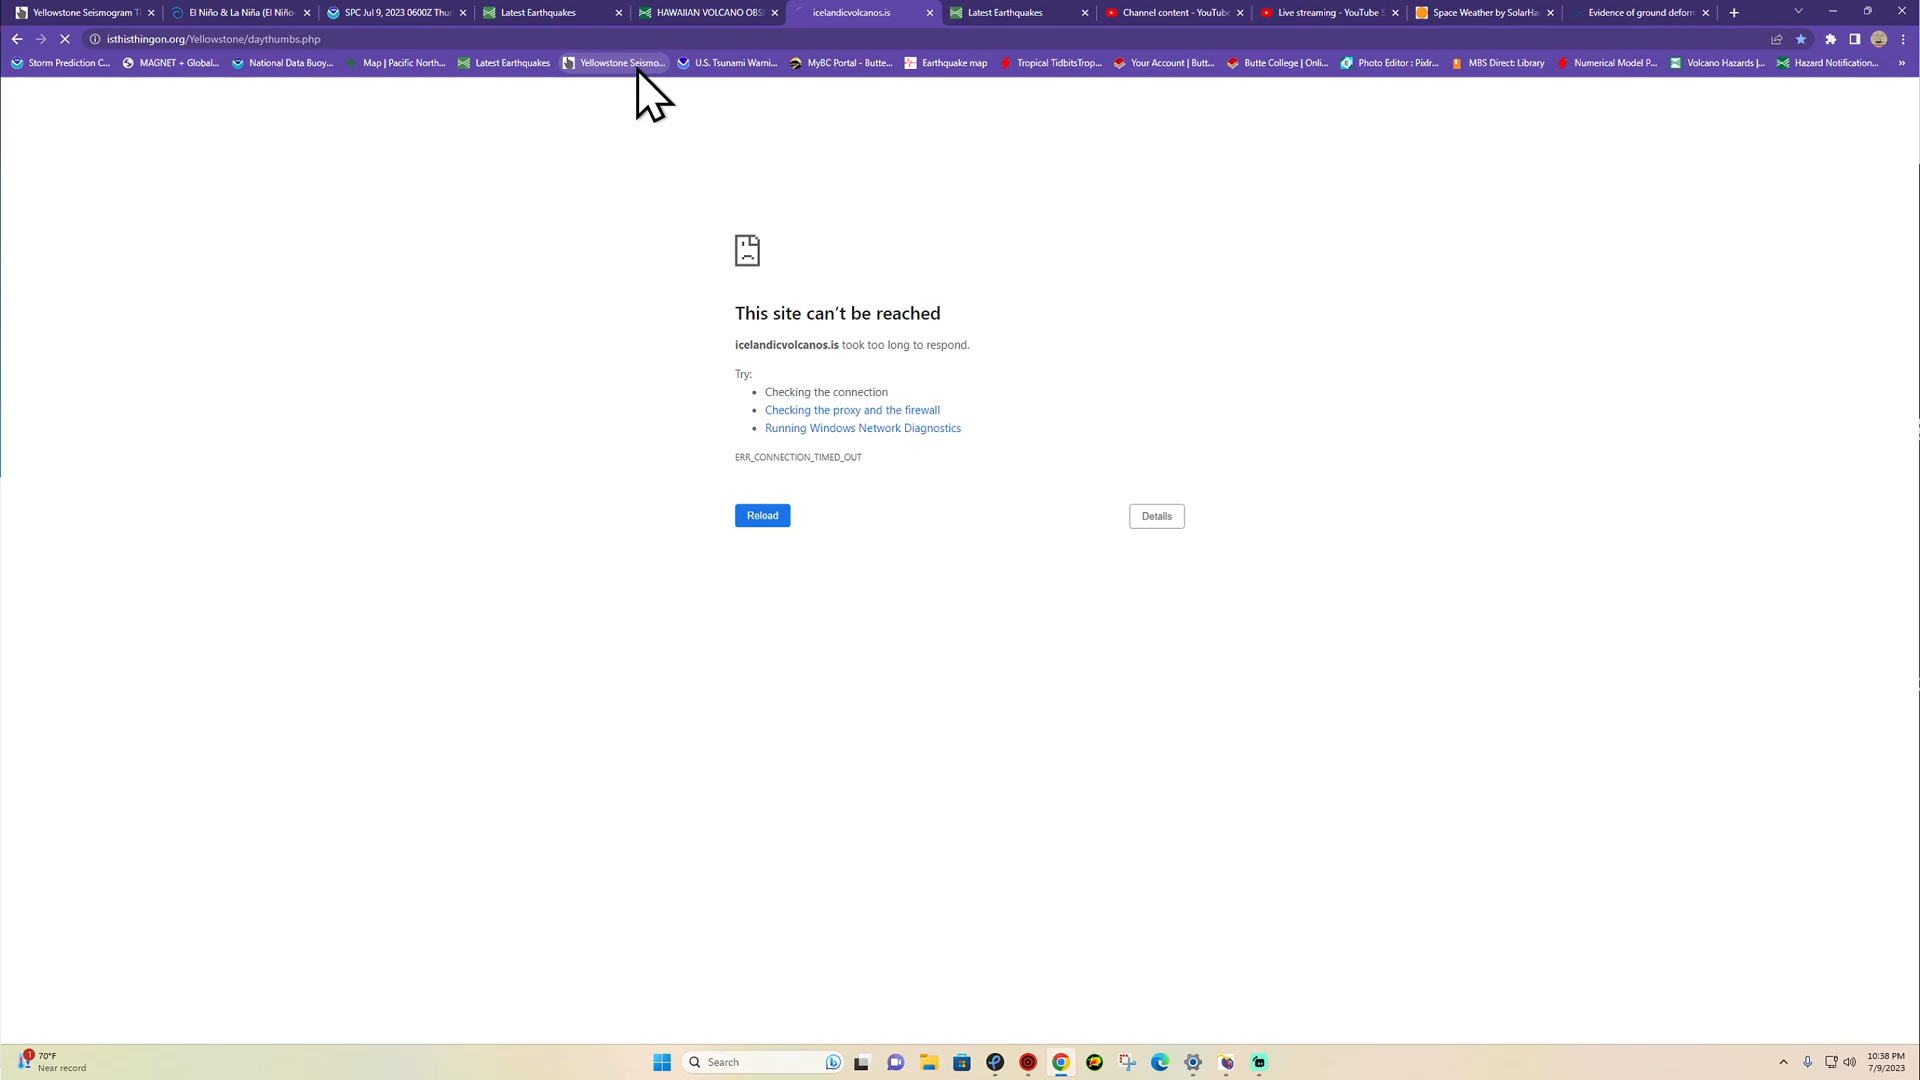 Yellowstone Seismogram T
El Niño & La Niña (El Niño-
SPC Jul 9, 2023 0600Z Thur
Latest Earthquakes
HAWAIIAN VOLCANO OBS
icelandicvolcanos.is
Latest Earthquakes
Channel content - YouTube
Live streaming - YouTube S
Space Weather by SolarHa
Evidence of ground deform
isthisthingon.org/Yellowstone/daythumbs.php
Storm Prediction C...
MAGNET + Global...
National Data Buoy...
Map | Pacific North...
Latest Earthquakes
Yellowstone Seismo...
U.S. Tsunami Warni...
MyBC Portal - Butte...
Earthquake map
Tropical TidbitsTrop...
Your Account | Butt...
Butte College | Onli...
Photo Editor : Pixlr...
MBS Direct Library
Numerical Model P...
Volcano Hazards |...
Hazard Notification...
This site can't be reached
icelandicvolcanos.is took too long to respond.
Try:
• Checking the connection
• Checking the proxy and the firewall
• Running Windows Network Diagnostics
ERR_CONNECTION_TIMED_OUT
Reload
Details
1
70°F
Near record
Search
10:38 PM
7/9/2023